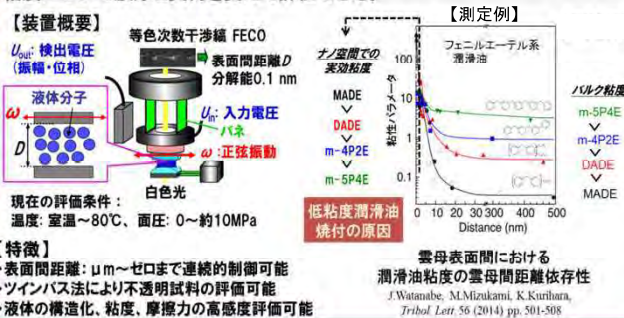 【装置概要】
等色次数干渉縞 FECO
Uout: 検出電圧
(振幅・位相)
表面間距離D
分解能0.1 nm
液体分子
Uin: 入力電圧
バネ
ω
D
ω:正弦振動
白色光
現在の評価条件:
温度: 室温～80℃、面圧: 0～約10MPa
【特徴】
表面間距離: μm～ゼロまで連続的制御可能
ツインパス法により不透明試料の評価可能
液体の構造化、粘度、摩擦力の高感度評価可能
【測定例】
ナノ空間での
実効粘度
MADE
DADE
m-4P2E
m-5P4E
低粘度潤滑油
焼付の原因
粘性パラメータ
フェニルエーテル系
潤滑油
100
10
1
0.1
0 10 20 300 400 500
Distance (nm)
バルク粘度
m-5P4E
m-4P2E
DADE
MADE
雲母表面間における
潤滑油粘度の雲母間距離依存性
J.Watanabe, M.Mizukami, K.Kurihara,
Tribol. Lett. 56 (2014) pp. 501-508